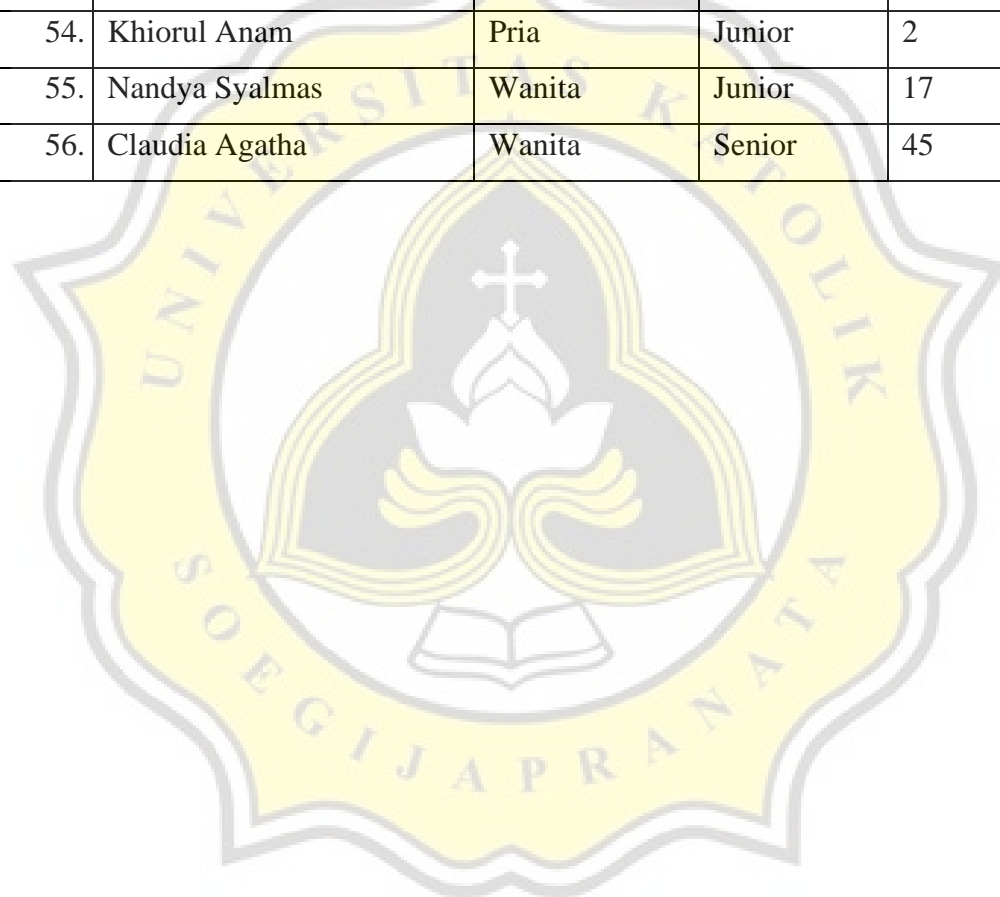 54. Khiorul Anam Pria Junior 2
55. Nandya Syalmas Wanita Junior 17
56. Claudia Agatha Wanita Senior 45
UNIVERSITAS KATOLIK
SOEGIJAPRANATA